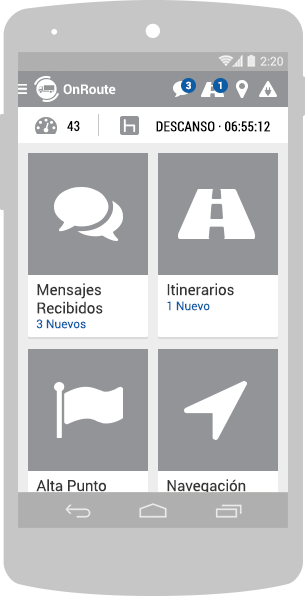 2:20
OnRoute
3
1
43
DESCANSO · 06:55:12
Mensajes
Recibidos
3 Nuevos
Itinerarios
1 Nuevo
Alta Punto
Navegación